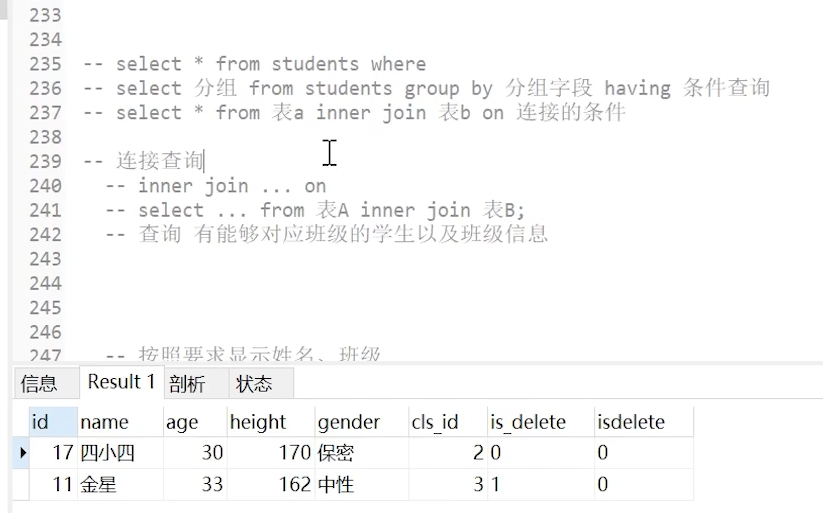 233
234
235 -- select * from students where
236 -- select 分组 from students group by 分组字段 having 条件查询
237 -- select * from 表a inner join 表b on 连接的条件
238
239 -- 连接查询
240 -- inner join ... on
241 -- select ... from 表A inner join 表B;
242 -- 查询 有能够对应班级的学生以及班级信息
243
244
245
246
247 -- 按照要求显示姓名、班级
信息 Result 1 剖析 状态
id name age height gender cls_id is_delete isdelete
17 四小四 30 170 保密 2 0 0
11 金星 33 162 中性 3 1 0